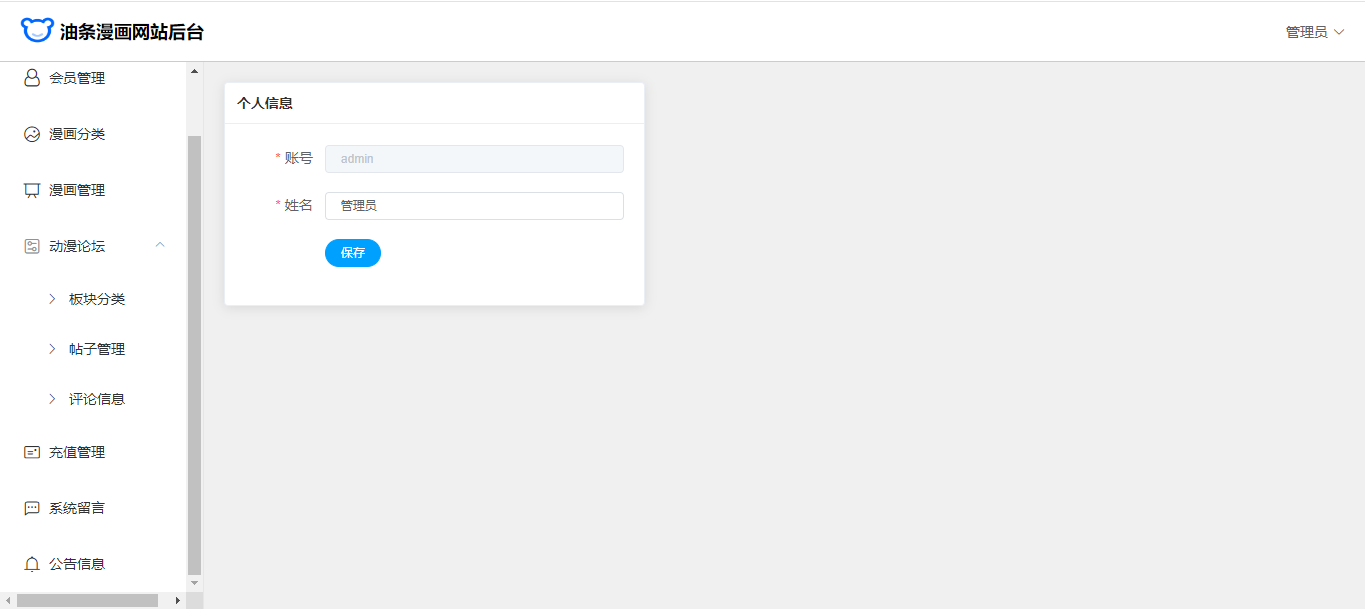 油条漫画网站后台
管理员
会员管理
漫画分类
漫画管理
动漫论坛
板块分类
帖子管理
评论信息
充值管理
系统留言
公告信息
个人信息
* 账号 admin
* 姓名 管理员
保存